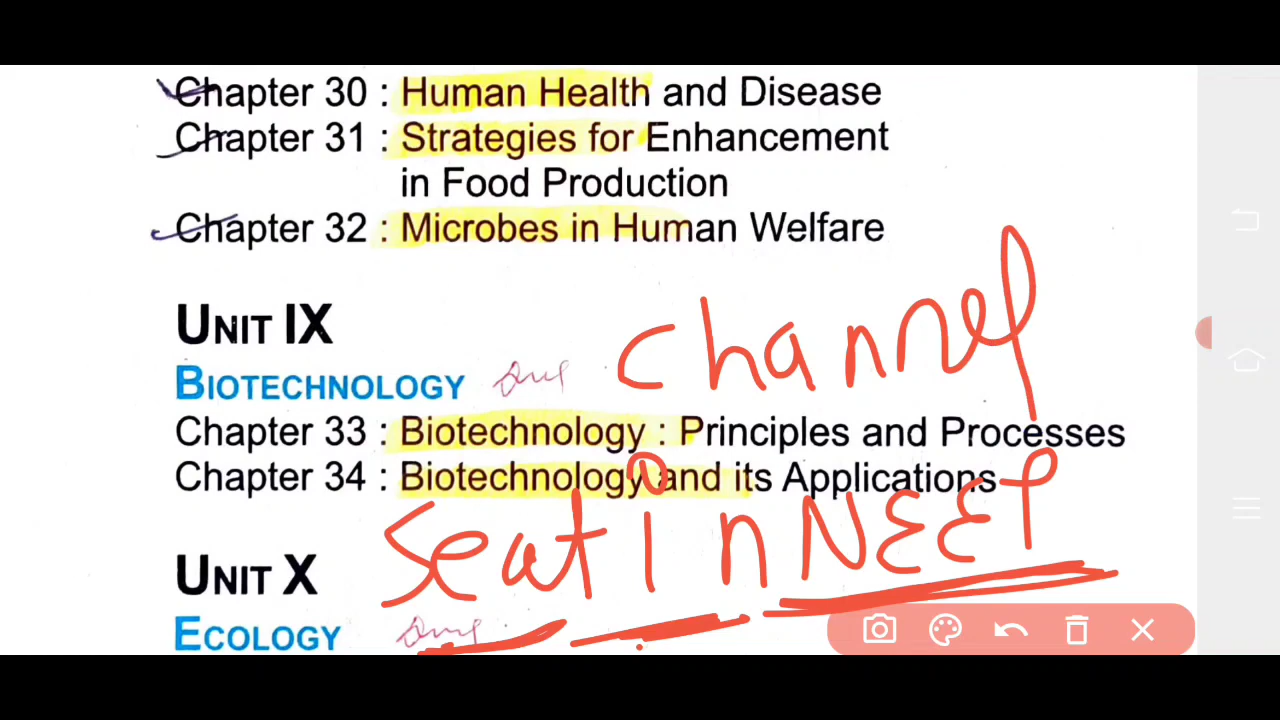 Chapter 30 : Human Health and Disease
Chapter 31 : Strategies for Enhancement
in Food Production
Chapter 32 : Microbes in Human Welfare
UNIT IX
channel
BIOTECHNOLOGY
Chapter 33 : Biotechnology : Principles and Processes
Chapter 34 : Biotechnology and its Applications
Seat in NEET
UNIT X
ECOLOGY